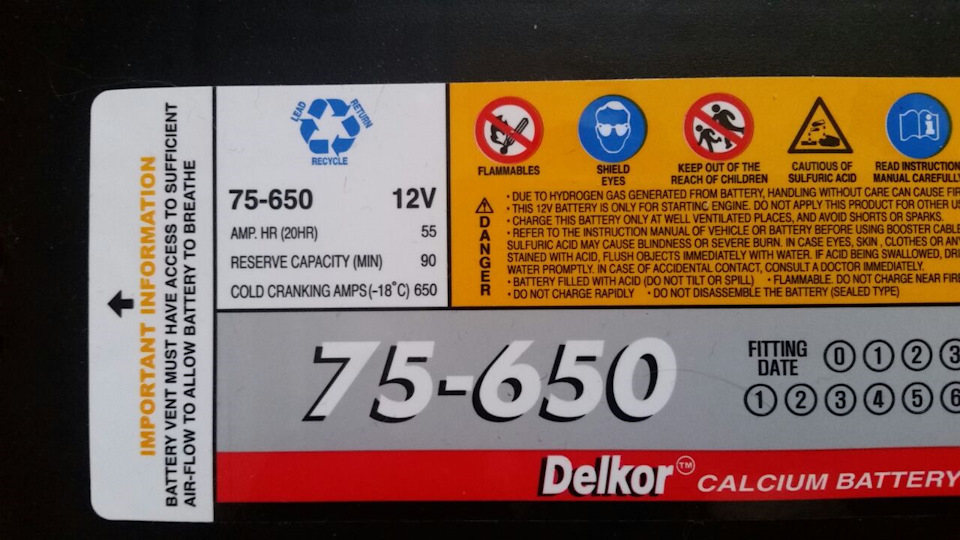 IMPORTANT INFORMATION
BATTERY VENT MUST HAVE ACCESS TO SUFFICIENT
AIR-FLOW TO ALLOW BATTERY TO BREATHE
LEAD
RETURN
RECYCLE
75-650 12V
AMP. HR (20HR) 55
RESERVE CAPACITY (MIN) 90
COLD CRANKING AMPS(-18°C) 650
FLAMMABLES
SHIELD
EYES
KEEP OUT OF THE
REACH OF CHILDREN
CAUTIOUS OF
SULFURIC ACID
READ INSTRUCTION
MANUAL CAREFULLY
DANGER
• DUE TO HYDROGEN GAS GENERATED FROM BATTERY, HANDLING WITHOUT CARE CAN CAUSE
• THIS 12V BATTERY IS ONLY FOR STARTING ENGINE. DO NOT APPLY THIS PRODUCT FOR OTHER
• CHARGE THIS BATTERY ONLY AT WELL VENTILATED PLACES, AND AVOID SHORTS OR SPARKS.
• REFER TO THE INSTRUCTION MANUAL OF VEHICLE OR BATTERY BEFORE USING BOOSTER
SULFURIC ACID MAY CAUSE BLINDNESS OR SEVERE BURN. IN CASE EYES, SKIN , CLOTHES OR
STAINED WITH ACID, FLUSH OBJECTS IMMEDIATELY WITH WATER. IF ACID BEING SWALLOWED,
WATER PROMPTLY. IN CASE OF ACCIDENTAL CONTACT, CONSULT A DOCTOR IMMEDIATELY.
• BATTERY FILLED WITH ACID (DO NOT TILT OR SPILL) • FLAMMABLE. DO NOT CHARGE NEAR
• DO NOT CHARGE RAPIDLY • DO NOT DISASSEMBLE THE BATTERY (SEALED TYPE)
75-650
FITTING
DATE
0 1 2 3
1 2 3 4 5 6
Delkor™ CALCIUM BATTERY